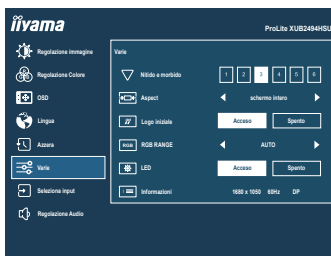 iiyama
ProLite XUB2494HSU
Regolazione immagine
Regolazione Colore
OSD
Lingua
Azzera
Varie
Seleziona input
Regolazione Audio
Varie
Nitido e morbido 1 2 3 4 5 6
Aspect schermo intero
Logo iniziale Acceso Spento
RGB RGB RANGE AUTO
LED Acceso Spento
Informazioni 1680 x 1050 60Hz DP